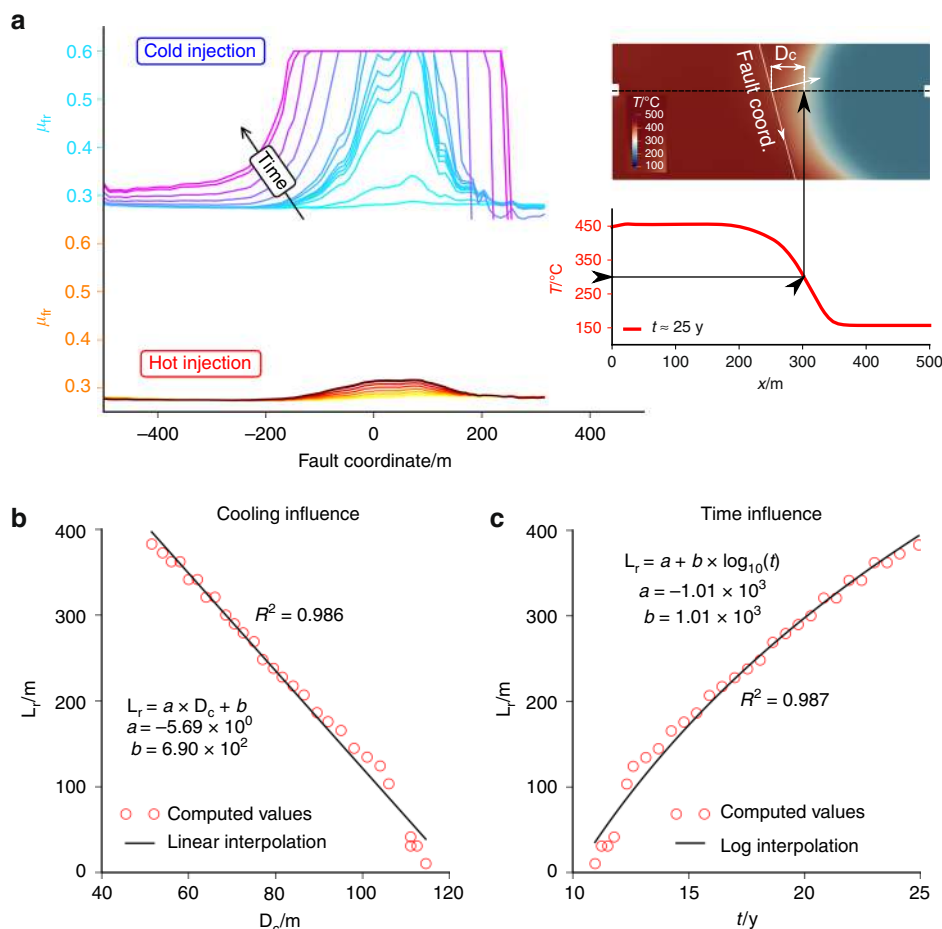 a
Cold injection
Time
Hot injection
0.6
0.5
0.4
0.3
μfr
0.6
0.5
0.4
0.3
μfr
−400
−200
0
200
400
Fault coordinate/m
Dc
Fault coord.
T/°C
500
400
300
200
100
450
350
250
150
T/°C
t ≈ 25 y
0
100
200
300
400
500
x/m
b
Cooling influence
400
300
200
100
0
Lr/m
R² = 0.986
Lr = a × Dc + b
a = −5.69 × 10⁰
b = 6.90 × 10²
Computed values
Linear interpolation
40
60
80
100
120
Dc/m
c
Time influence
400
300
200
100
0
Lr/m
Lr = a + b × log₁₀(t)
a = −1.01 × 10³
b = 1.01 × 10³
R² = 0.987
Computed values
Log interpolation
10
15
20
25
t/y